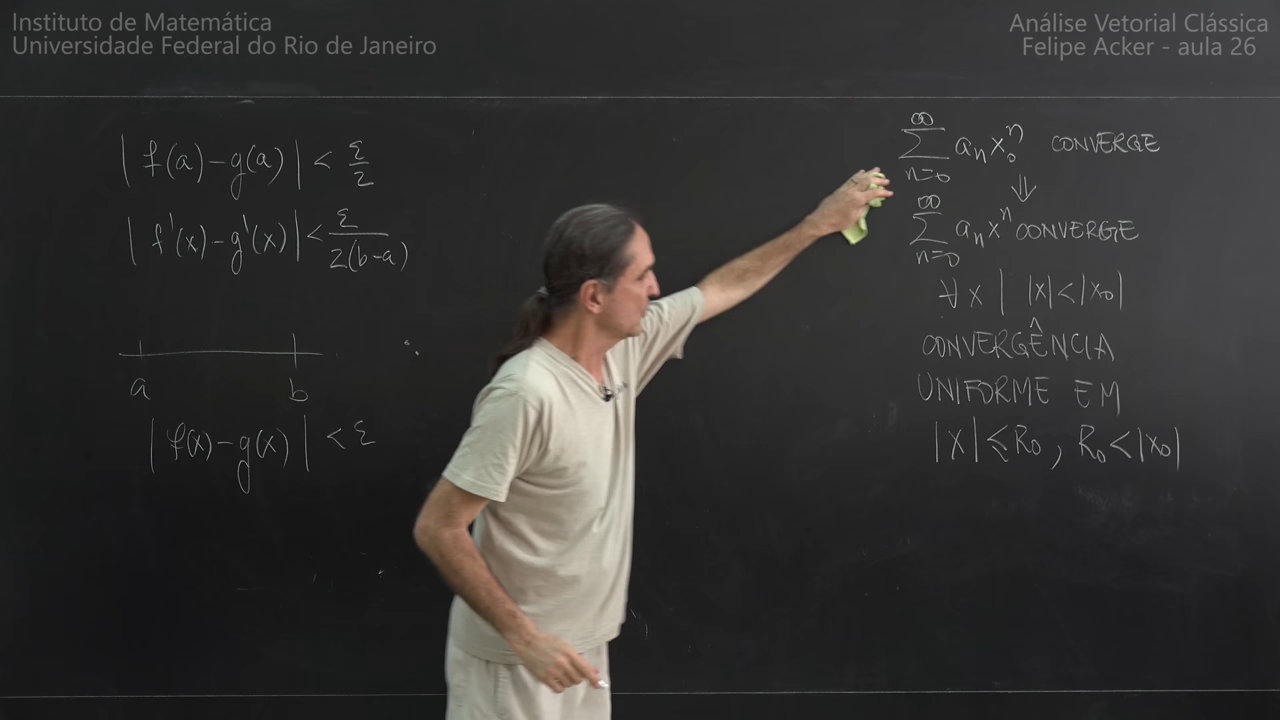 Instituto de Matemática
Universidade Federal do Rio de Janeiro
Análise Vetorial Clássica
Felipe Acker - aula 26
| f(a) - g(a) | < ε/2
| f'(x) - g'(x) | < ε/2(b-a)
a b
| f(x) - g(x) | < ε
∑_{n=0}^{∞} a_n x_0^n CONVERGE
⇓
∑_{n=0}^{∞} a_n x^n CONVERGE
∀ x | |x| < |x_0|
CONVERGÊNCIA
UNIFORME EM
|x| ≤ R_0, R_0 < |x_0|